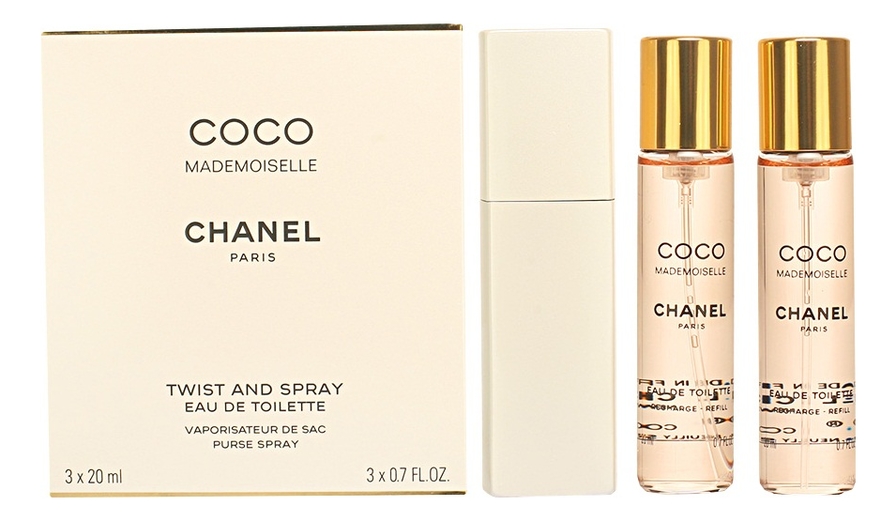 COCO
MADEMOISELLE
CHANEL
PARIS
TWIST AND SPRAY
EAU DE TOILETTE
VAPORISATEUR DE SAC
PURSE SPRAY
3 x 20 ml
3 x 0.7 FL.OZ.
COCO
MADEMOISELLE
CHANEL
PARIS
EAU DE TOILETTE
RECHARGE - REFILL
COCO
MADEMOISELLE
CHANEL
PARIS
EAU DE TOILETTE
RECHARGE - REFILL